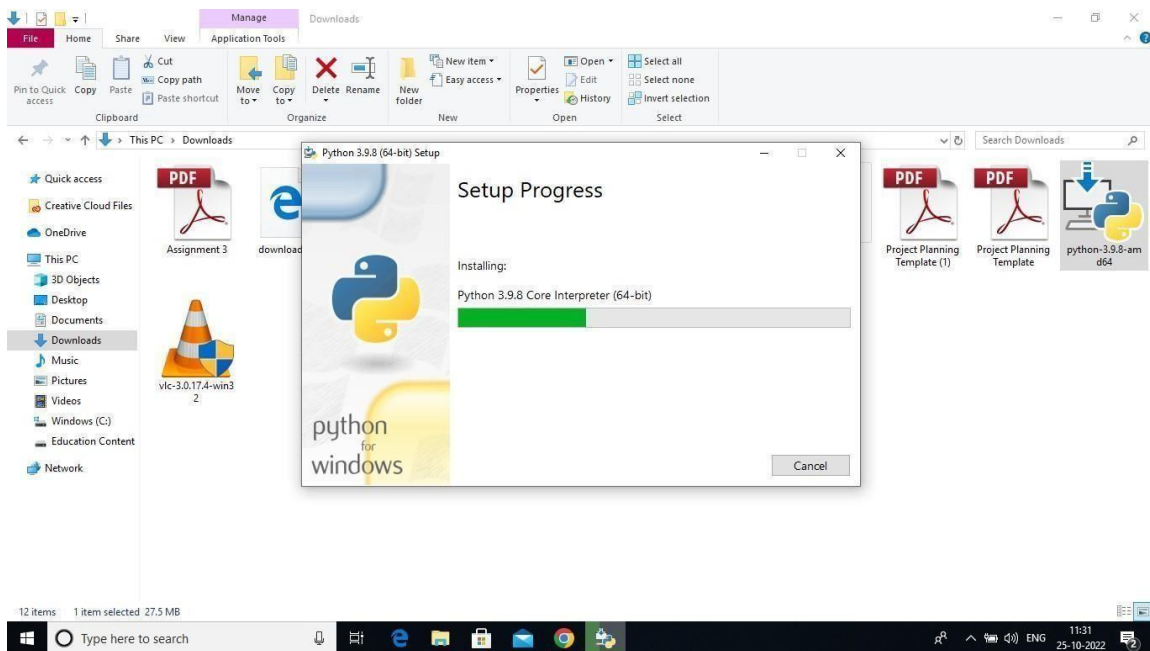 Manage
Downloads
File
Home
Share
View
Application Tools
Pin to Quick access
Copy
Paste
Cut
Copy path
Paste shortcut
Clipboard
Move to
Copy to
Delete
Rename
Organize
New folder
New item
Easy access
New
Properties
Open
Edit
History
Open
Select all
Select none
Invert selection
Select
This PC
Downloads
Search Downloads
Quick access
Creative Cloud Files
OneDrive
This PC
3D Objects
Desktop
Documents
Downloads
Music
Pictures
Videos
Windows (C:)
Education Content
Network
PDF
Assignment 3
download
vlc-3.0.17.4-win3
2
Python 3.9.8 (64-bit) Setup
Setup Progress
Installing:
Python 3.9.8 Core Interpreter (64-bit)
python
for
windows
Cancel
PDF
Project Planning
Template (1)
PDF
Project Planning
Template
python-3.9.8-am
d64
12 items
1 item selected 27.5 MB
Type here to search
ENG
11:31
25-10-2022
2